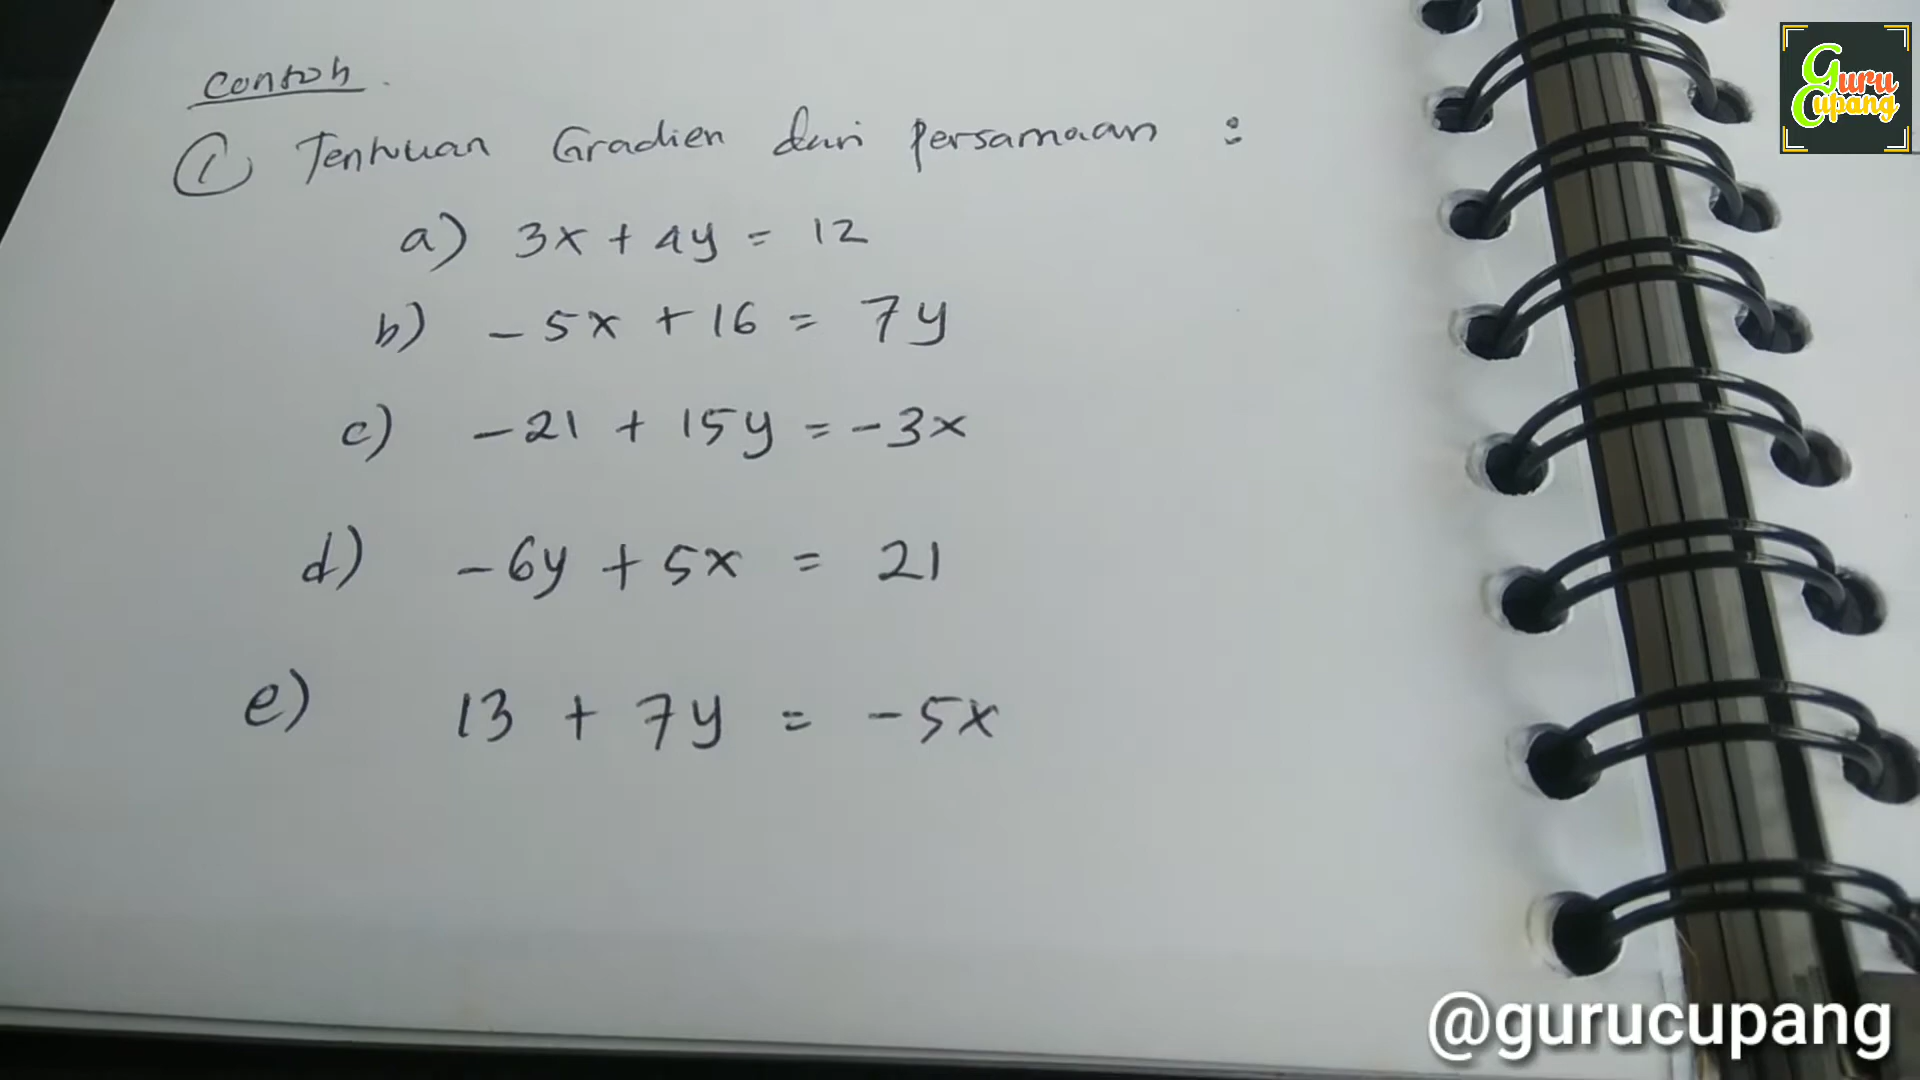 Contoh.
1 Tentukan Gradien dari persamaan :
a) 3x + 4y = 12
b) -5x + 16 = 7y
c) -21 + 15y = -3x
d) -6y + 5x = 21
e) 13 + 7y = -5x
Guru
Cupang
@gurucupang